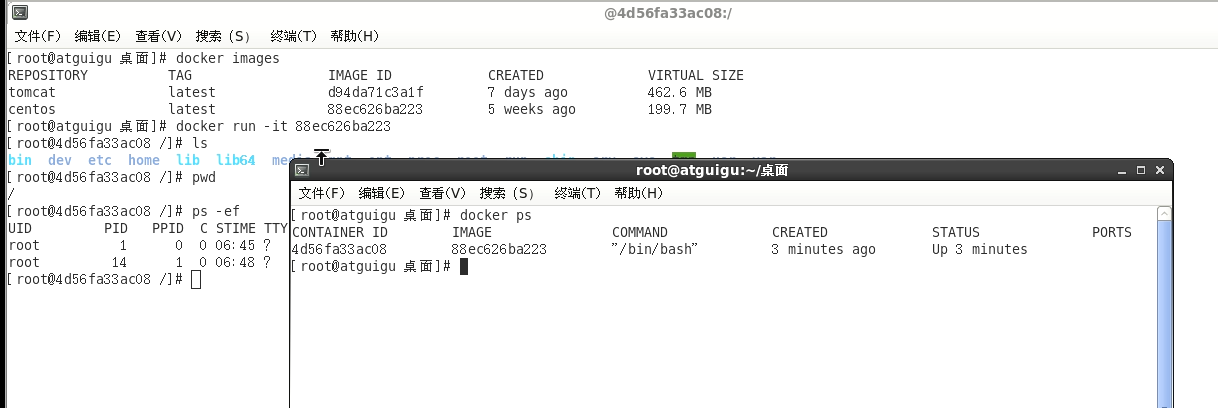 @4d56fa33ac08:/
文件(F) 编辑(E) 查看(V) 搜索 (S) 终端(T) 帮助(H)
[root@atguigu 桌面]# docker images
REPOSITORY TAG IMAGE ID CREATED VIRTUAL SIZE
tomcat latest d94da71c3a1f 7 days ago 462.6 MB
centos latest 88ec626ba223 5 weeks ago 199.7 MB
[root@atguigu 桌面]# docker run -it 88ec626ba223
[root@4d56fa33ac08 /]# ls
bin dev etc home lib lib64
[root@4d56fa33ac08 /]# pwd
/
[root@4d56fa33ac08 /]# ps -ef
UID PID PPID C STIME TTY
root 1 0 0 06:45 ?
root 14 1 0 06:48 ?
[root@4d56fa33ac08 /]#
root@atguigu:~/桌面
文件(F) 编辑(E) 查看(V) 搜索 (S) 终端(T) 帮助(H)
[root@atguigu 桌面]# docker ps
CONTAINER ID IMAGE COMMAND CREATED STATUS PORTS
4d56fa33ac08 88ec626ba223 "/bin/bash" 3 minutes ago Up 3 minutes
[root@atguigu 桌面]#